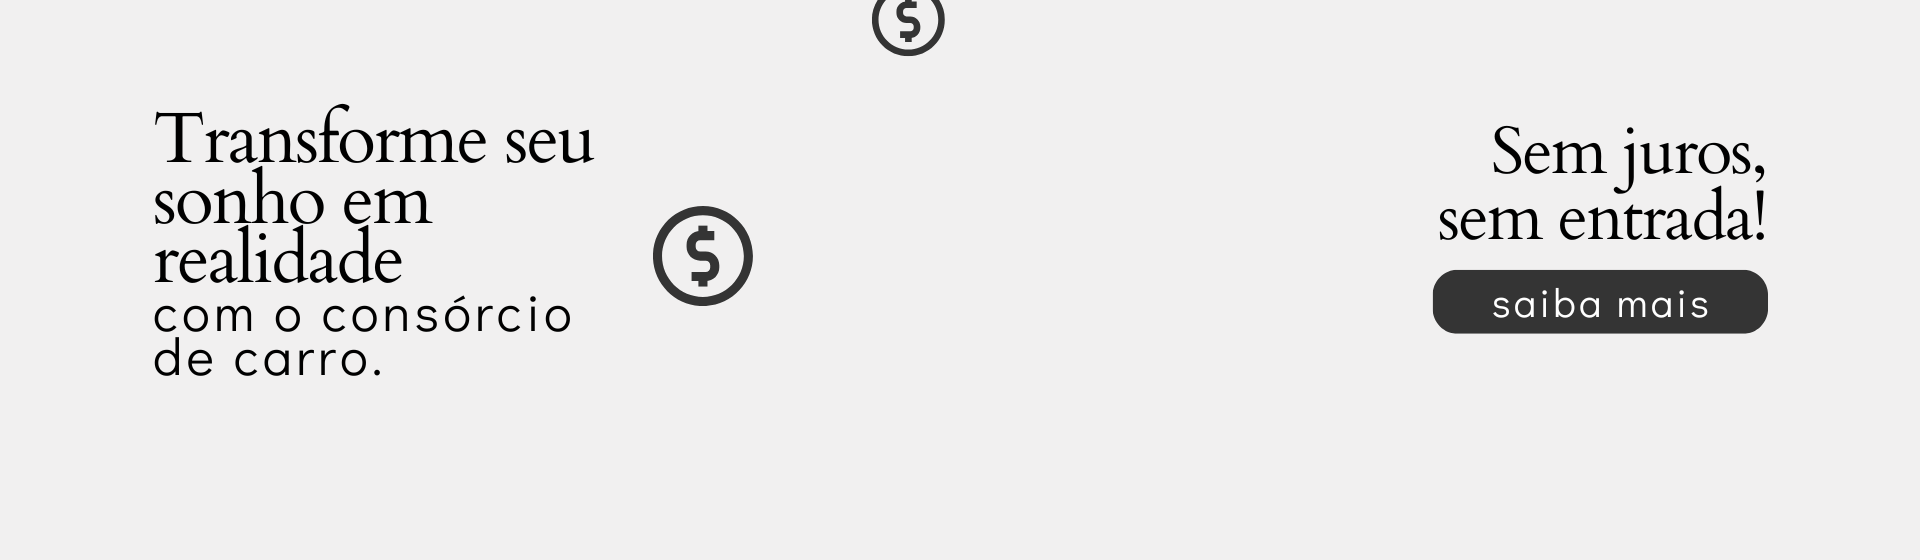 Transforme seu
sonho em
realidade
com o consórcio
de carro.
$
$
Sem juros,
sem entrada!
saiba mais